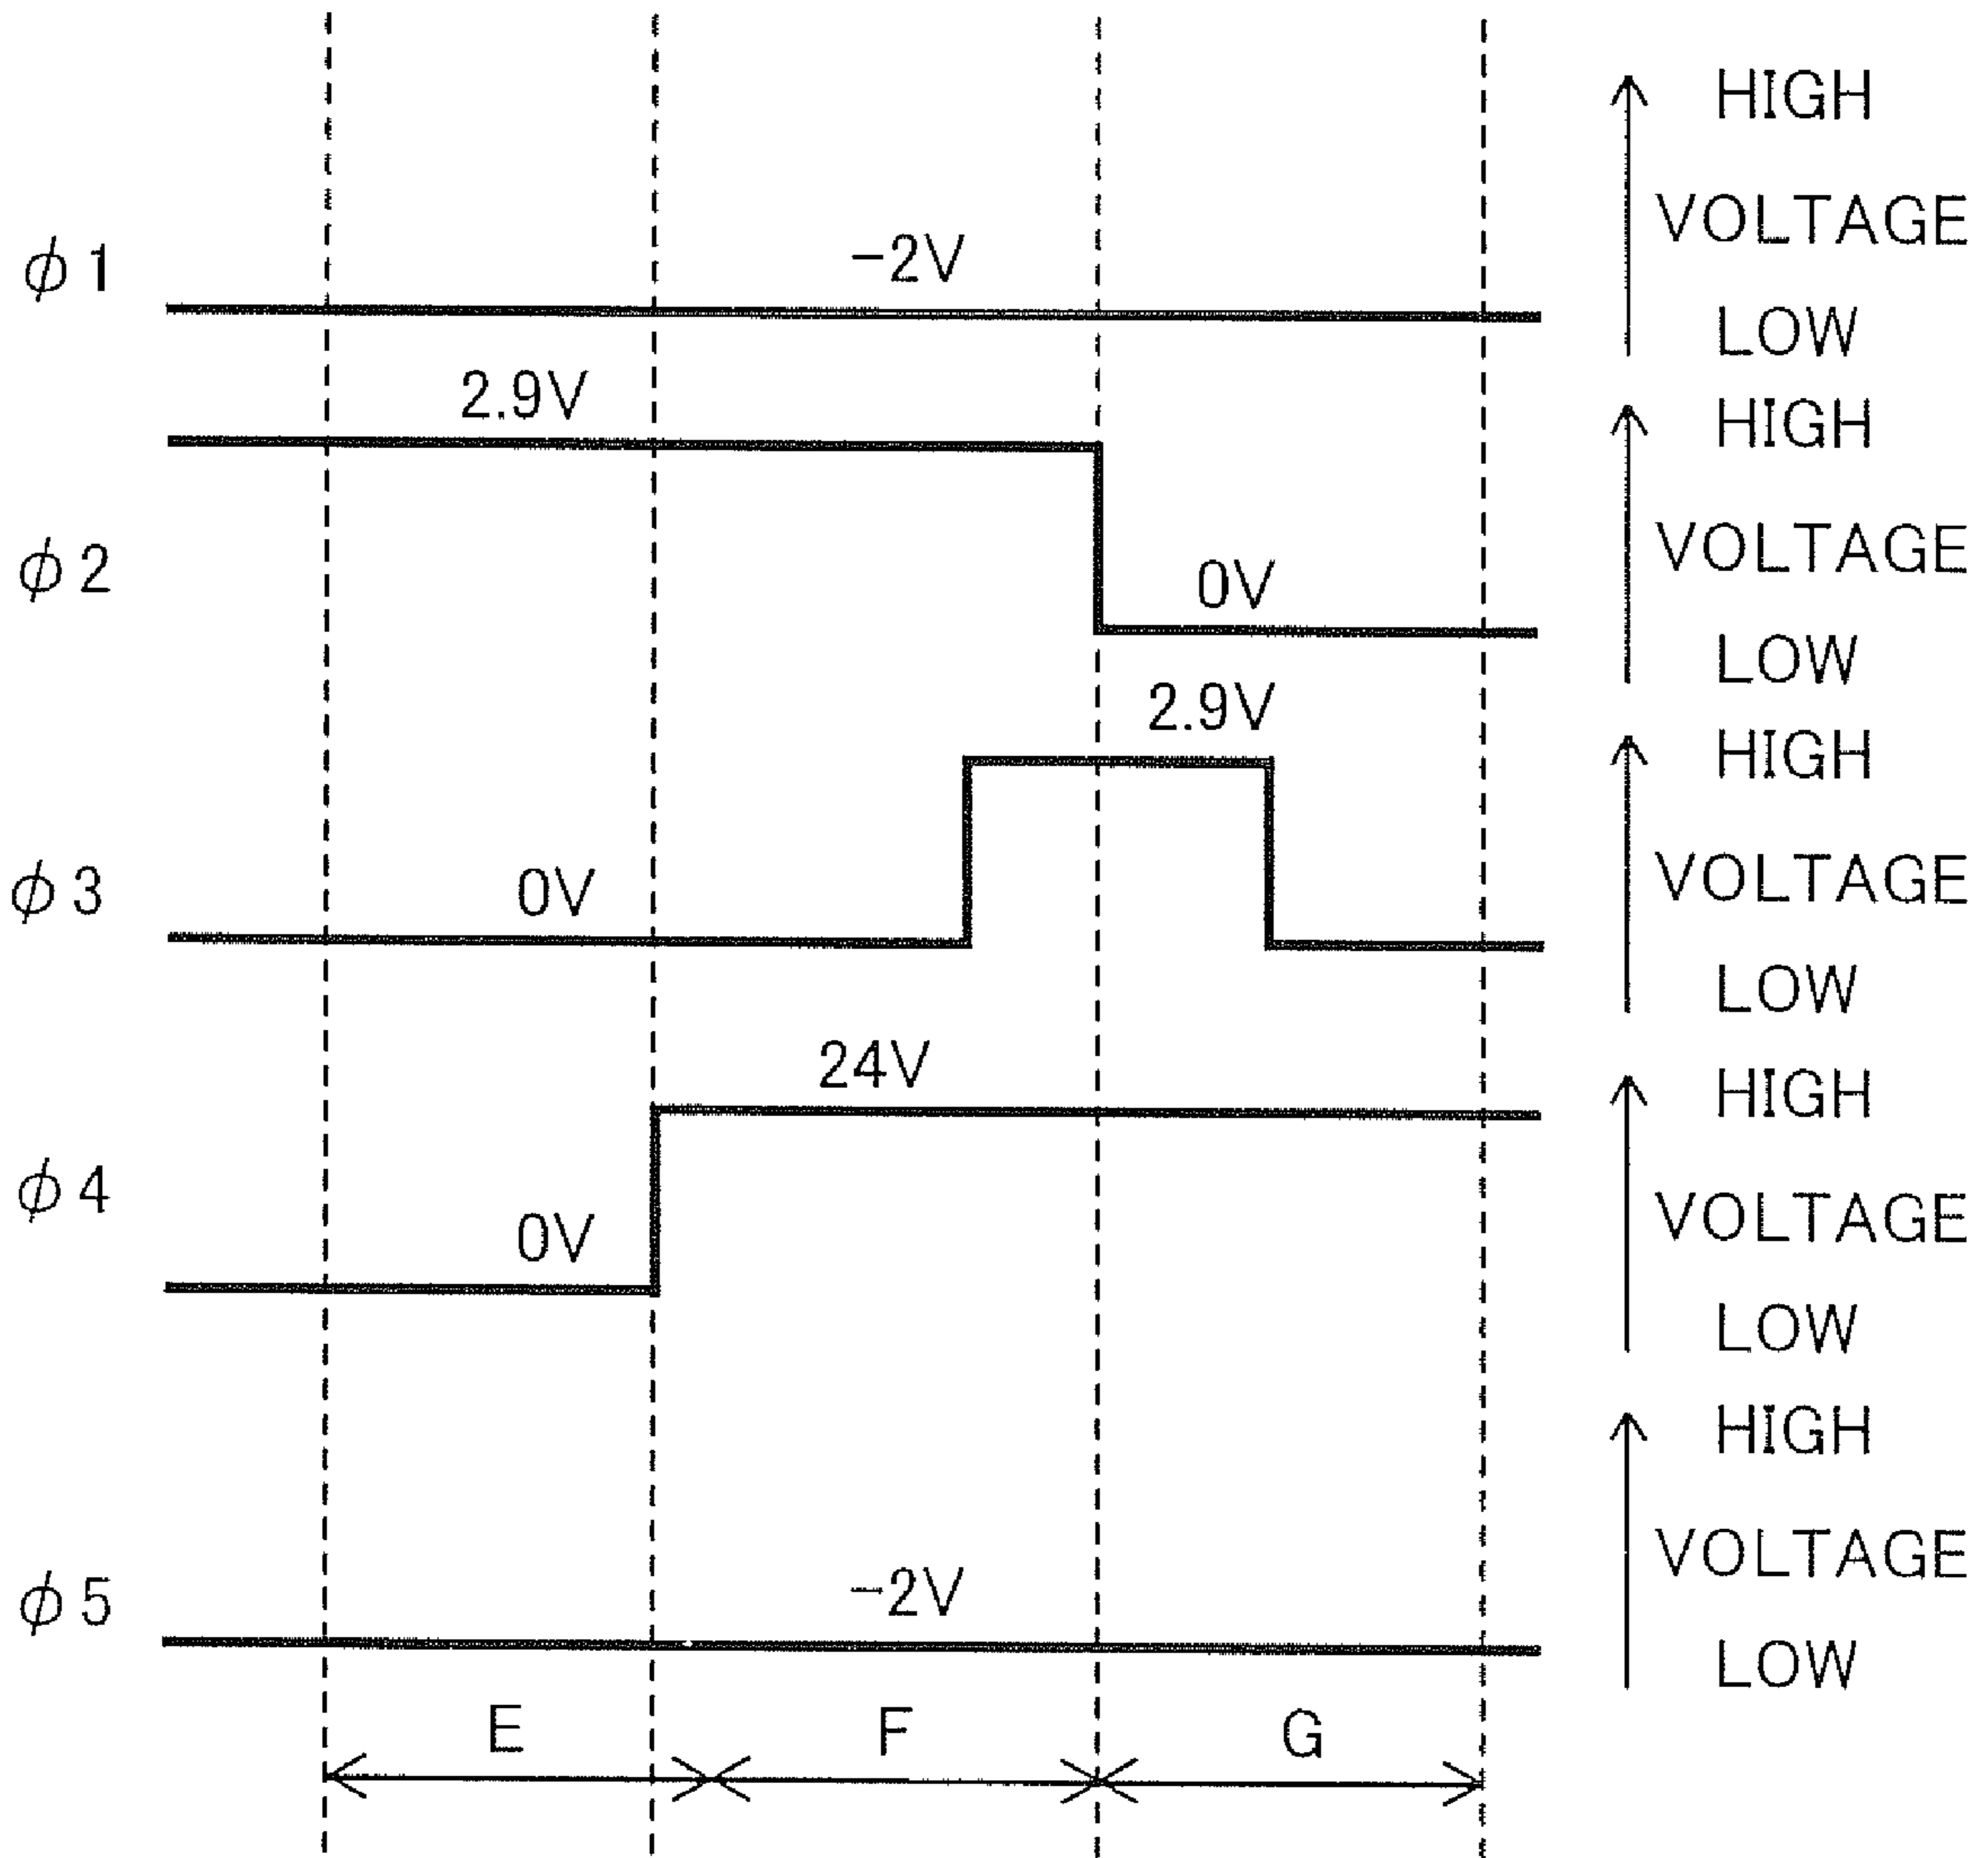 HIGH
φ1 -2V VOLTAGE
LOW
2.9V HIGH
φ2 0V VOLTAGE
LOW
2.9V HIGH
φ3 0V VOLTAGE
LOW
24V HIGH
φ4 0V VOLTAGE
LOW
HIGH
φ5 -2V VOLTAGE
LOW
E F G